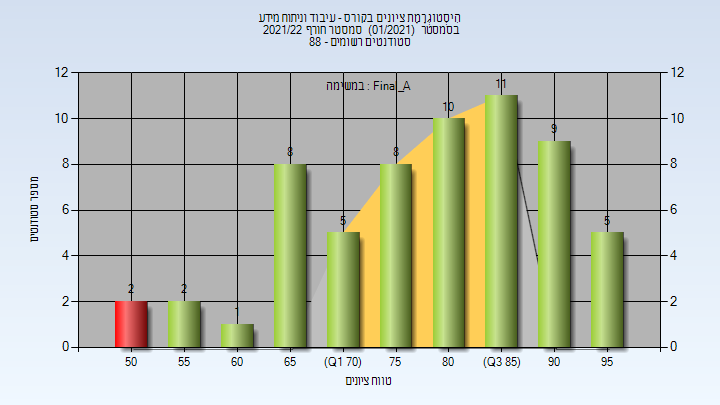 הִיסְטוֹגְרָמַת ציונים בקורס - עיבוד וניתוח מידע
בסמסטר (01/2021) סמסטר חורף 2021/22
סטודנטים רשומים - 88
במשימה : Final_A
12 12
10 10
8 8
6 6
4 4
2 2
0 0
2 2 1 8 5 8 10 11 9 5
50 55 60 65 (Q1 70) 75 80 (Q3 85) 90 95
מספר סטודנטים
טווח ציונים